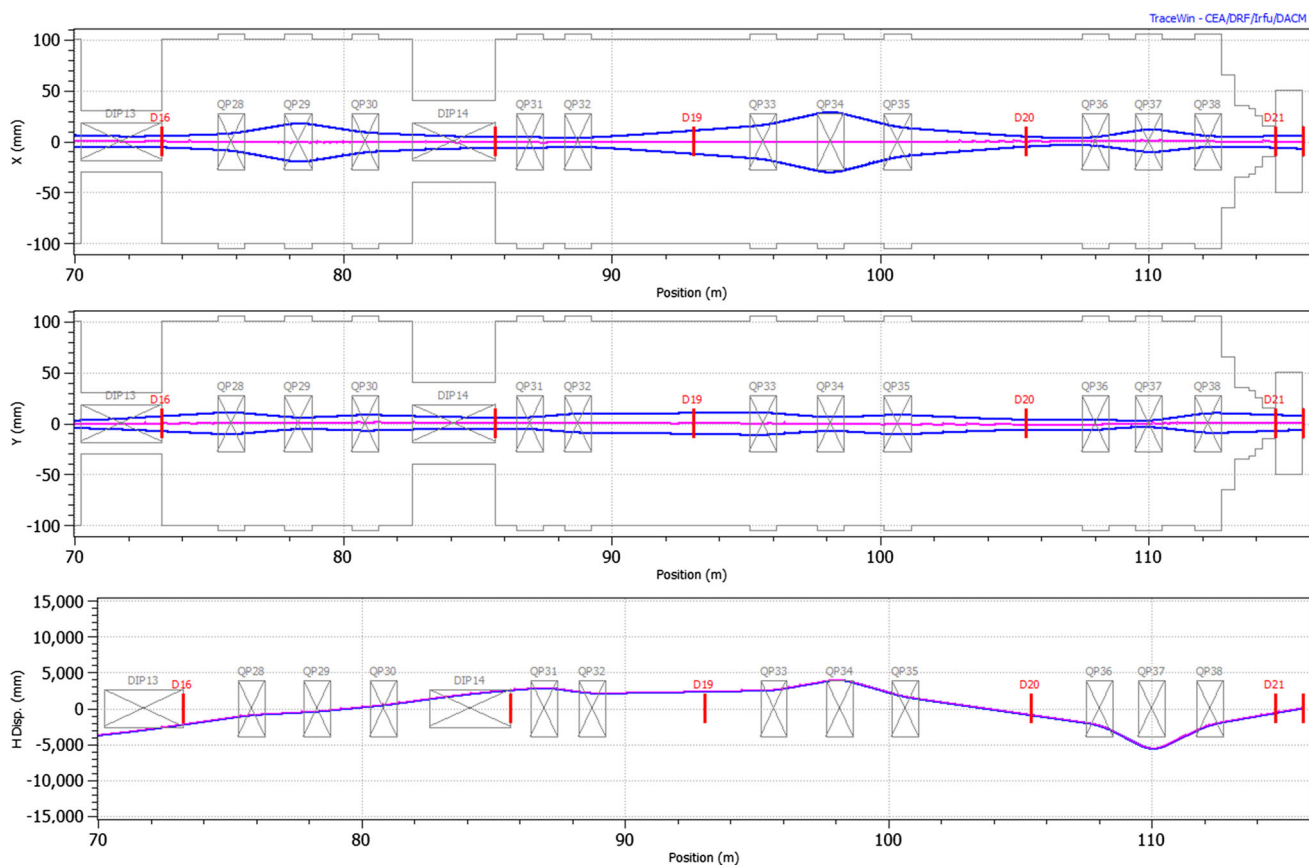 TraceWin - CEA/DRF/Irfu/DACM
X (mm)
100
50
0
-50
-100
DIP13
D16
QP28
QP29
QP30
DIP14
QP31
QP32
D19
QP33
QP34
QP35
D20
QP36
QP37
QP38
D21
70
80
90
100
110
Position (m)
Y (mm)
100
50
0
-50
-100
DIP13
D16
QP28
QP29
QP30
DIP14
QP31
QP32
D19
QP33
QP34
QP35
D20
QP36
QP37
QP38
D21
70
80
90
100
110
Position (m)
H Disp. (mm)
15,000
10,000
5,000
0
-5,000
-10,000
-15,000
DIP13
D16
QP28
QP29
QP30
DIP14
QP31
QP32
D19
QP33
QP34
QP35
D20
QP36
QP37
QP38
D21
70
80
90
100
110
Position (m)